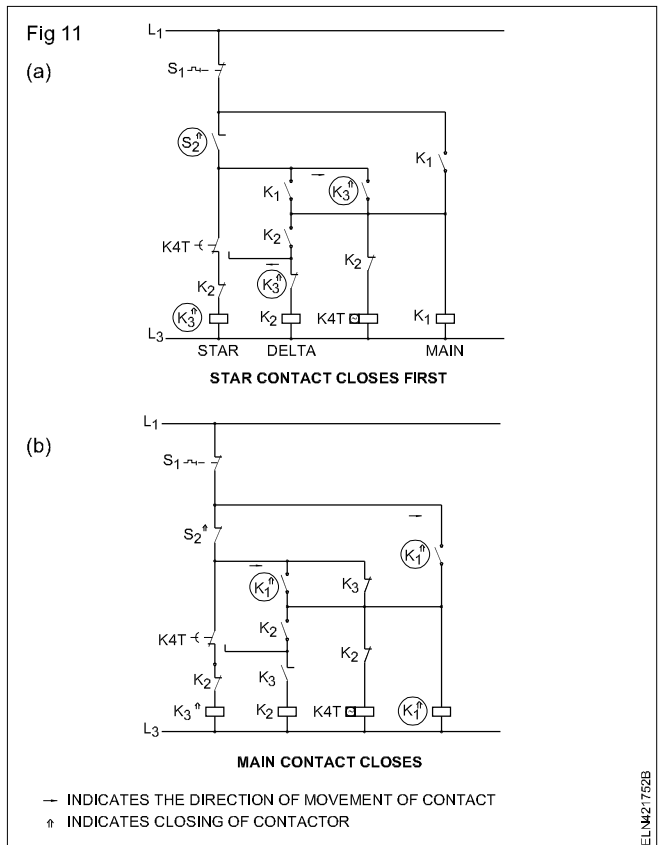 Fig 11
(a)
L1
S1
S2
K1
K1 K3
K4T K2 K2
K2 K3
K3 K2 K4T K1
L3
STAR DELTA MAIN
STAR CONTACT CLOSES FIRST
(b)
L1
S1
S2
K1
K1 K3
K4T K2 K2
K2 K3
K3 K2 K4T K1
L3
MAIN CONTACT CLOSES
→ INDICATES THE DIRECTION OF MOVEMENT OF CONTACT
⇑ INDICATES CLOSING OF CONTACTOR
ELN421752B